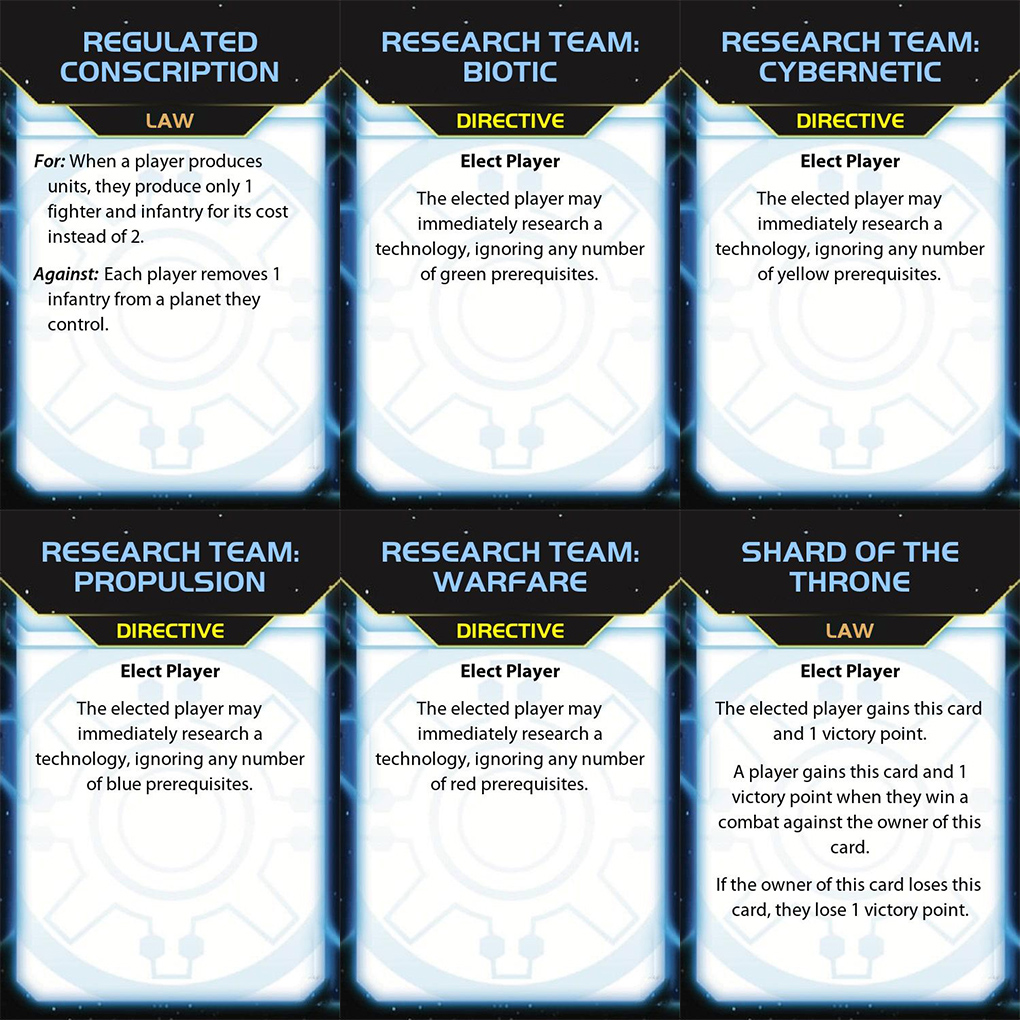 REGULATED
CONSCRIPTION
LAW
For: When a player produces
units, they produce only 1
fighter and infantry for its cost
instead of 2.
Against: Each player removes 1
infantry from a planet they
control.
RESEARCH TEAM:
BIOTIC
DIRECTIVE
Elect Player
The elected player may
immediately research a
technology, ignoring any number
of green prerequisites.
RESEARCH TEAM:
CYBERNETIC
DIRECTIVE
Elect Player
The elected player may
immediately research a
technology, ignoring any number
of yellow prerequisites.
RESEARCH TEAM:
PROPULSION
DIRECTIVE
Elect Player
The elected player may
immediately research a
technology, ignoring any number
of blue prerequisites.
RESEARCH TEAM:
WARFARE
DIRECTIVE
Elect Player
The elected player may
immediately research a
technology, ignoring any number
of red prerequisites.
SHARD OF THE
THRONE
LAW
Elect Player
The elected player gains this card
and 1 victory point.
A player gains this card and 1
victory point when they win a
combat against the owner of this
card.
If the owner of this card loses this
card, they lose 1 victory point.